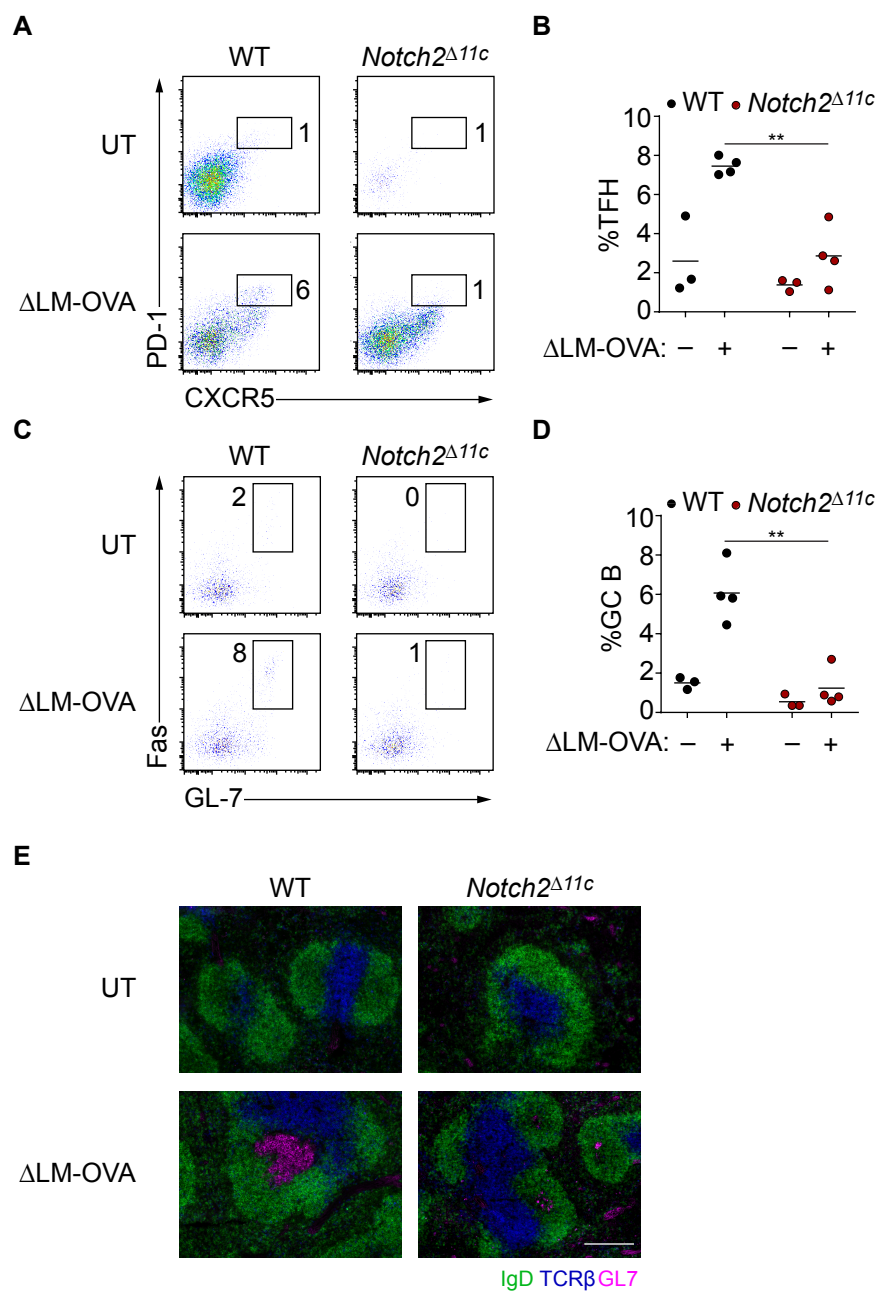 A
WT Notch2Δ11c
UT
1
1
ΔLM-OVA
6
1
PD-1
CXCR5
B
WT Notch2Δ11c
10
8
6
4
2
0
%TFH
**
ΔLM-OVA: − + − +
C
WT Notch2Δ11c
UT
2
0
ΔLM-OVA
8
1
Fas
GL-7
D
WT Notch2Δ11c
10
8
6
4
2
0
%GC B
**
ΔLM-OVA: − + − +
E
WT Notch2Δ11c
UT
ΔLM-OVA
IgD TCRβ GL7